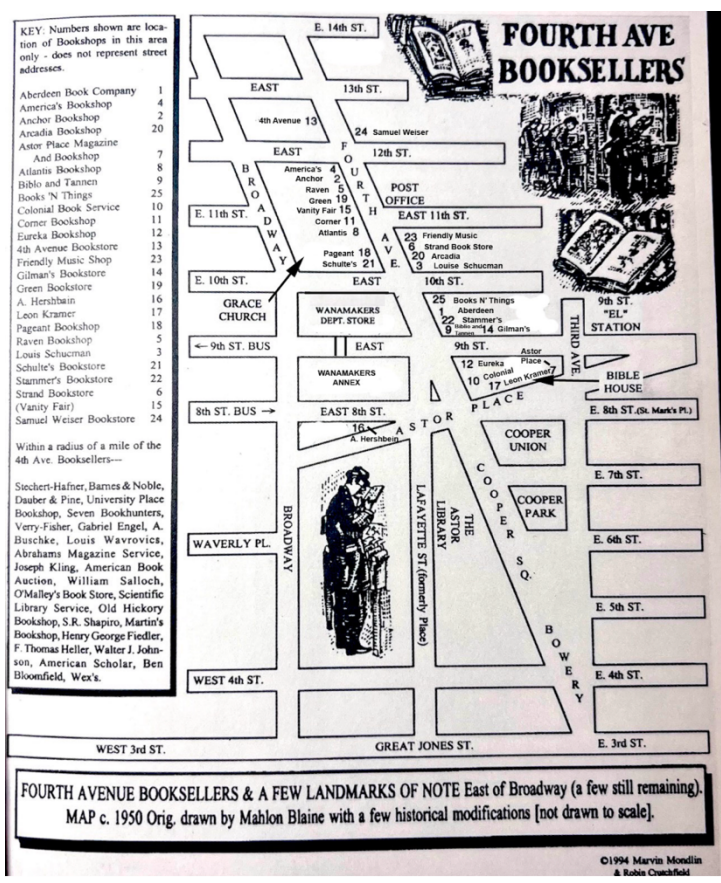 KEY: Numbers shown are loca-
tion of Bookshops in this area
only - does not represent street
addresses.
Aberdeen Book Company 1
America's Bookshop 4
Anchor Bookshop 2
Arcadia Bookshop 20
Astor Place Magazine
And Bookshop 7
Atlantis Bookshop 8
Biblo and Tannen 9
Books 'N Things 25
Colonial Book Service 10
Corner Bookshop 11
Eureka Bookshop 12
4th Avenue Bookstore 13
Friendly Music Shop 23
Gilman's Bookstore 14
Green Bookstore 19
A. Hershbain 16
Leon Kramer 17
Pageant Bookshop 18
Raven Bookshop 5
Louis Schucman 3
Schulte's Bookstore 21
Stammer's Bookstore 22
Strand Bookstore 6
(Vanity Fair) 15
Samuel Weiser Bookstore 24
Within a radius of a mile of the
4th Ave. Booksellers—
Stechert-Hafner, Barnes & Noble,
Dauber & Pine, University Place
Bookshop, Seven Bookhunters,
Verry-Fisher, Gabriel Engel, A.
Buschke, Louis Wavrovics,
Abrahams Magazine Service,
Joseph Kling, American Book
Auction, William Salloch,
O'Malley's Book Store, Scientific
Library Service, Old Hickory
Bookshop, S.R. Shapiro, Martin's
Bookshop, Henry George Fiedler,
F. Thomas Heller, Walter J. John-
son, American Scholar, Ben
Bloomfield, Wex's.
FOURTH AVE
BOOKSELLERS
E. 14th ST.
EAST 13th ST.
4th Avenue 13
24 Samuel Weiser
EAST 12th ST.
BROADWAY
FOURTH AVE.
America's 4
Anchor 2
Raven 5
Green 19
Vanity Fair 15
Corner 11
Atlantis 8
Pageant 18
Schulte's 21
POST
OFFICE
E. 11th ST.
EAST 11th ST.
23 Friendly Music
6 Strand Book Store
20 Arcadia
3 Louise Schucman
E. 10th ST.
EAST 10th ST.
GRACE
CHURCH
WANAMAKERS
DEPT. STORE
25 Books N' Things
1 Aberdeen
22 Stammer's
9 Biblio and
Tannen
14 Gilman's
9th ST.
"EL"
STATION
THIRD AVE.
← 9th ST. BUS
EAST 9th ST.
WANAMAKERS
ANNEX
12 Eureka
Astor
Place
7
10 Colonial
17 Leon Kramer
BIBLE
HOUSE
8th ST. BUS →
EAST 8th ST.
ASTOR PLACE
E. 8th ST.(St. Mark's Pl.)
16
A. Hershbein
COOPER
UNION
E. 7th ST.
COOPER
PARK
COOPER SQ.
BROADWAY
LAFAYETTE ST.(formerly Place)
THE
ASTOR
LIBRARY
WAVERLY PL.
E. 6th ST.
E. 5th ST.
BOWERY
WEST 4th ST.
E. 4th ST.
WEST 3rd ST.
GREAT JONES ST.
E. 3rd ST.
FOURTH AVENUE BOOKSELLERS & A FEW LANDMARKS OF NOTE East of Broadway (a few still remaining).
MAP c. 1950 Orig. drawn by Mahlon Blaine with a few historical modifications [not drawn to scale].
©1994 Marvin Mondlin
& Robin Crutchfield